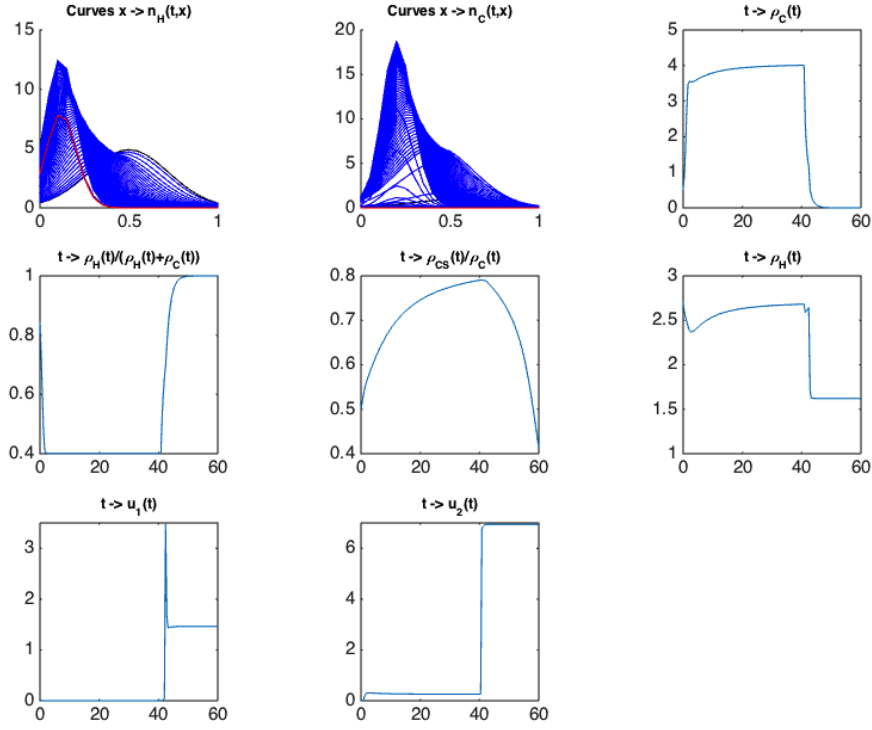 Curves x -> n_H(t,x)
15
10
5
0
0 0.5 1
Curves x -> n_C(t,x)
20
15
10
5
0
0 0.5 1
t -> ρ_C(t)
5
4
3
2
1
0
0 20 40 60
t -> ρ_H(t)/(ρ_H(t)+ρ_C(t))
1
0.8
0.6
0.4
0 20 40 60
t -> ρ_CS(t)/ρ_C(t)
0.8
0.7
0.6
0.5
0.4
0 20 40 60
t -> ρ_H(t)
3
2.5
2
1.5
1
0 20 40 60
t -> u_1(t)
3
2
1
0
0 20 40 60
t -> u_2(t)
6
4
2
0
0 20 40 60